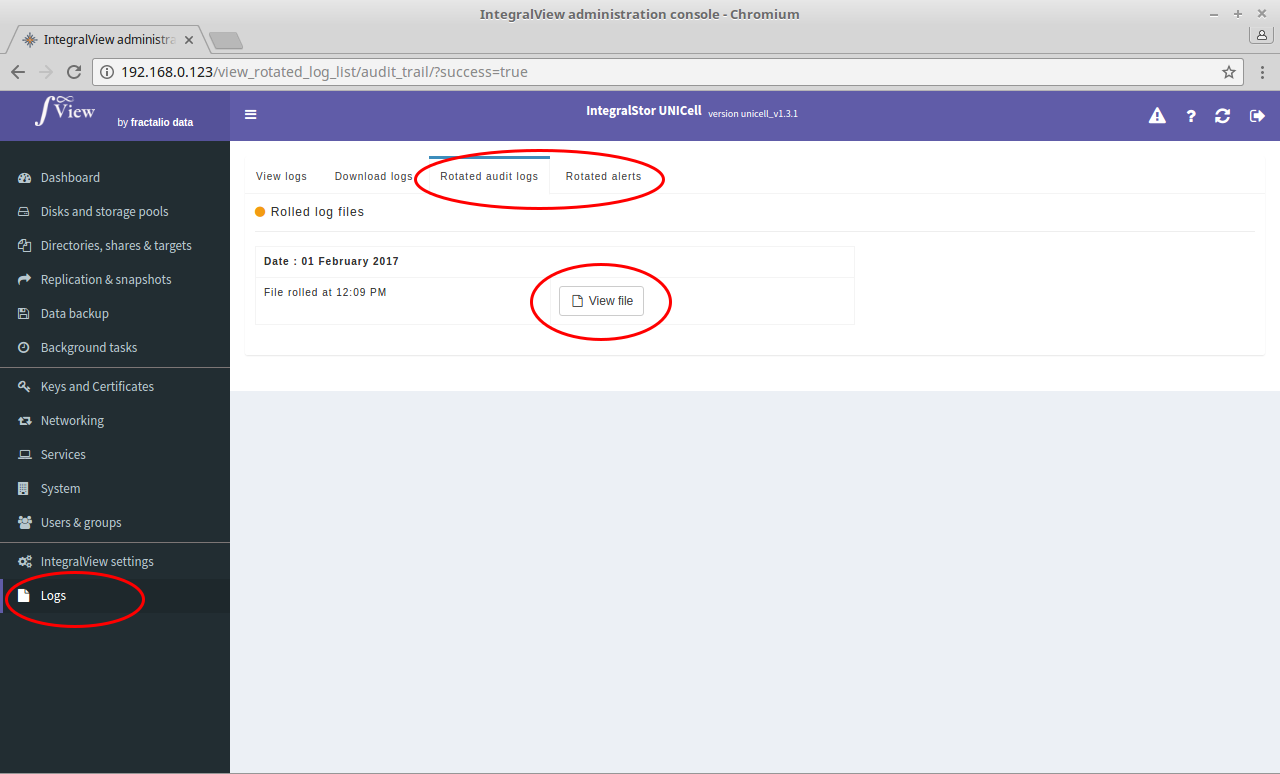 IntegralView administration console - Chromium
IntegralView administra
192.168.0.123/view_rotated_log_list/audit_trail/?success=true
∫∞View by fractalio data
IntegralStor UNICell version unicell_v1.3.1
Dashboard
Disks and storage pools
Directories, shares & targets
Replication & snapshots
Data backup
Background tasks
Keys and Certificates
Networking
Services
System
Users & groups
IntegralView settings
Logs
View logs Download logs Rotated audit logs Rotated alerts
Rolled log files
Date : 01 February 2017
File rolled at 12:09 PM View file